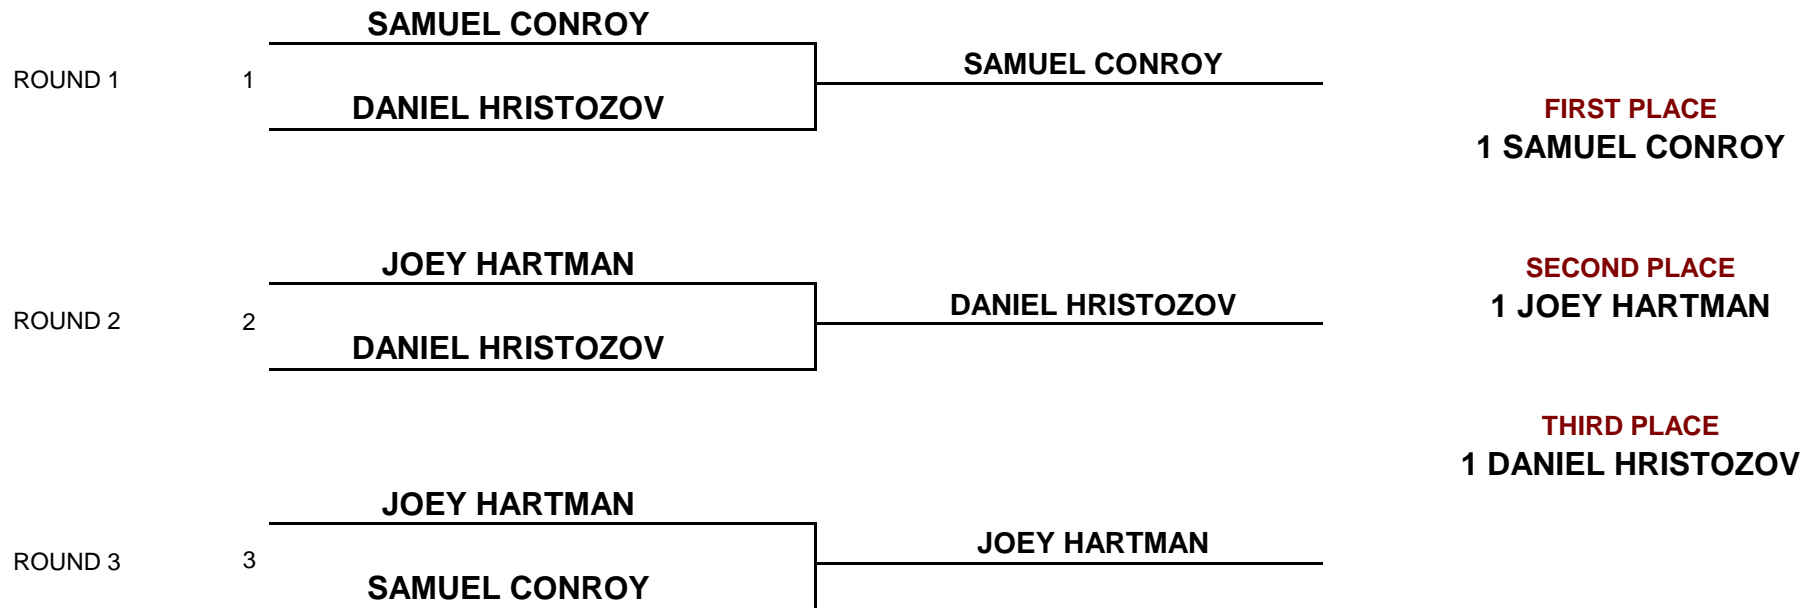 SAMUEL CONROY
ROUND 1 1 SAMUEL CONROY
DANIEL HRISTOZOV
FIRST PLACE
1 SAMUEL CONROY
JOEY HARTMAN
SECOND PLACE
ROUND 2 2 DANIEL HRISTOZOV
1 JOEY HARTMAN
DANIEL HRISTOZOV
THIRD PLACE
1 DANIEL HRISTOZOV
JOEY HARTMAN
ROUND 3 3 JOEY HARTMAN
SAMUEL CONROY